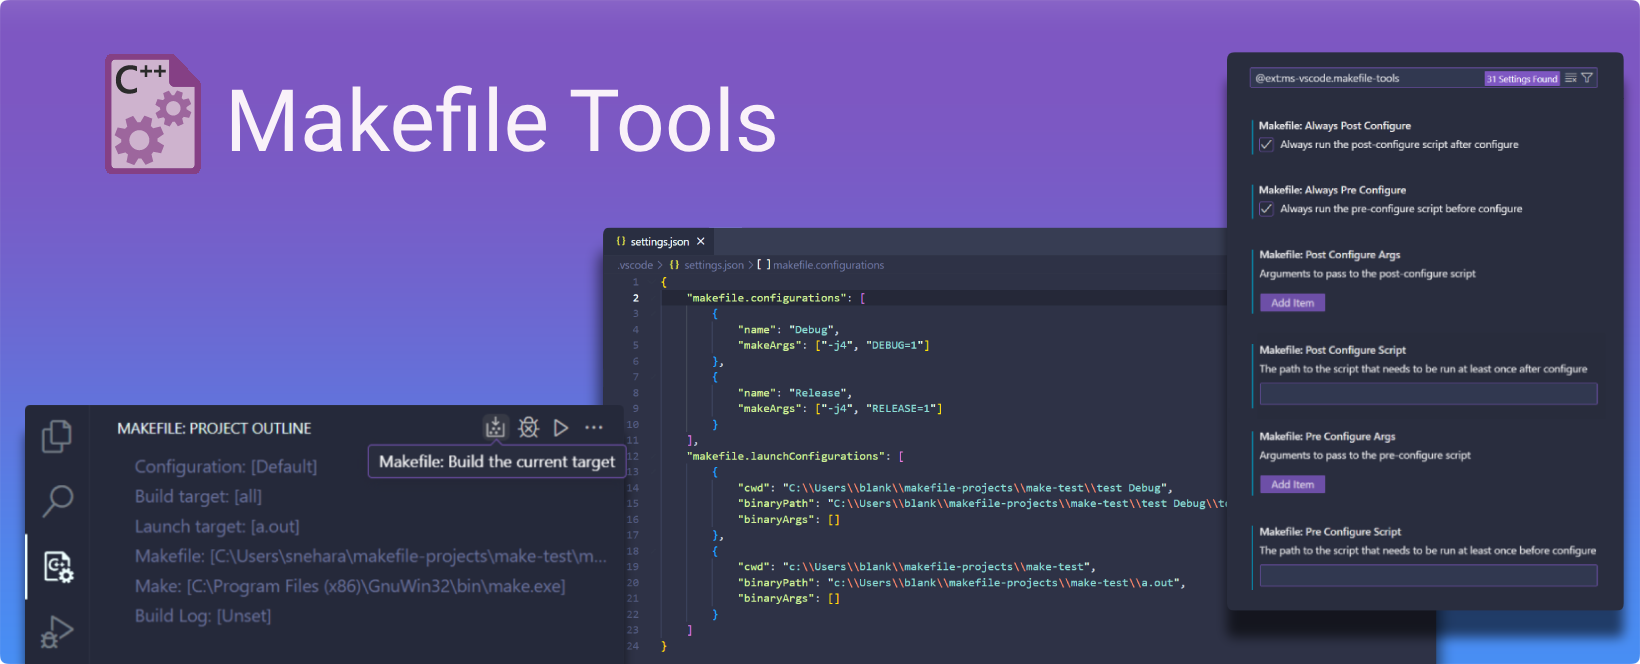 C++
Makefile Tools
@ext:ms-vscode.makefile-tools
31 Settings Found
Makefile: Always Post Configure
Always run the post-configure script after configure
Makefile: Always Pre Configure
Always run the pre-configure script before configure
Makefile: Post Configure Args
Arguments to pass to the post-configure script
Add Item
Makefile: Post Configure Script
The path to the script that needs to be run at least once after configure
Makefile: Pre Configure Args
Arguments to pass to the pre-configure script
Add Item
Makefile: Pre Configure Script
The path to the script that needs to be run at least once before configure
{} settings.json ×
.vscode > {} settings.json > [ ] makefile.configurations
1 {
2 "makefile.configurations": [
3 {
4 "name": "Debug",
5 "makeArgs": ["-j4", "DEBUG=1"]
6 },
7 {
8 "name": "Release",
9 "makeArgs": ["-j4", "RELEASE=1"]
10 }
11 ],
12 "makefile.launchConfigurations": [
13 {
14 "cwd": "C:\\Users\\blank\\makefile-projects\\make-test\\test Debug",
15 "binaryPath": "C:\\Users\\blank\\makefile-projects\\make-test\\test Debug\\te
16 "binaryArgs": []
17 },
18 {
19 "cwd": "c:\\Users\\blank\\makefile-projects\\make-test",
20 "binaryPath": "c:\\Users\\blank\\makefile-projects\\make-test\\a.out",
21 "binaryArgs": []
22 }
23 ]
24 }
MAKEFILE: PROJECT OUTLINE
Makefile: Build the current target
Configuration: [Default]
Build target: [all]
Launch target: [a.out]
Makefile: [C:\Users\snehara\makefile-projects\make-test\m...
Make: [C:\Program Files (x86)\GnuWin32\bin\make.exe]
Build Log: [Unset]